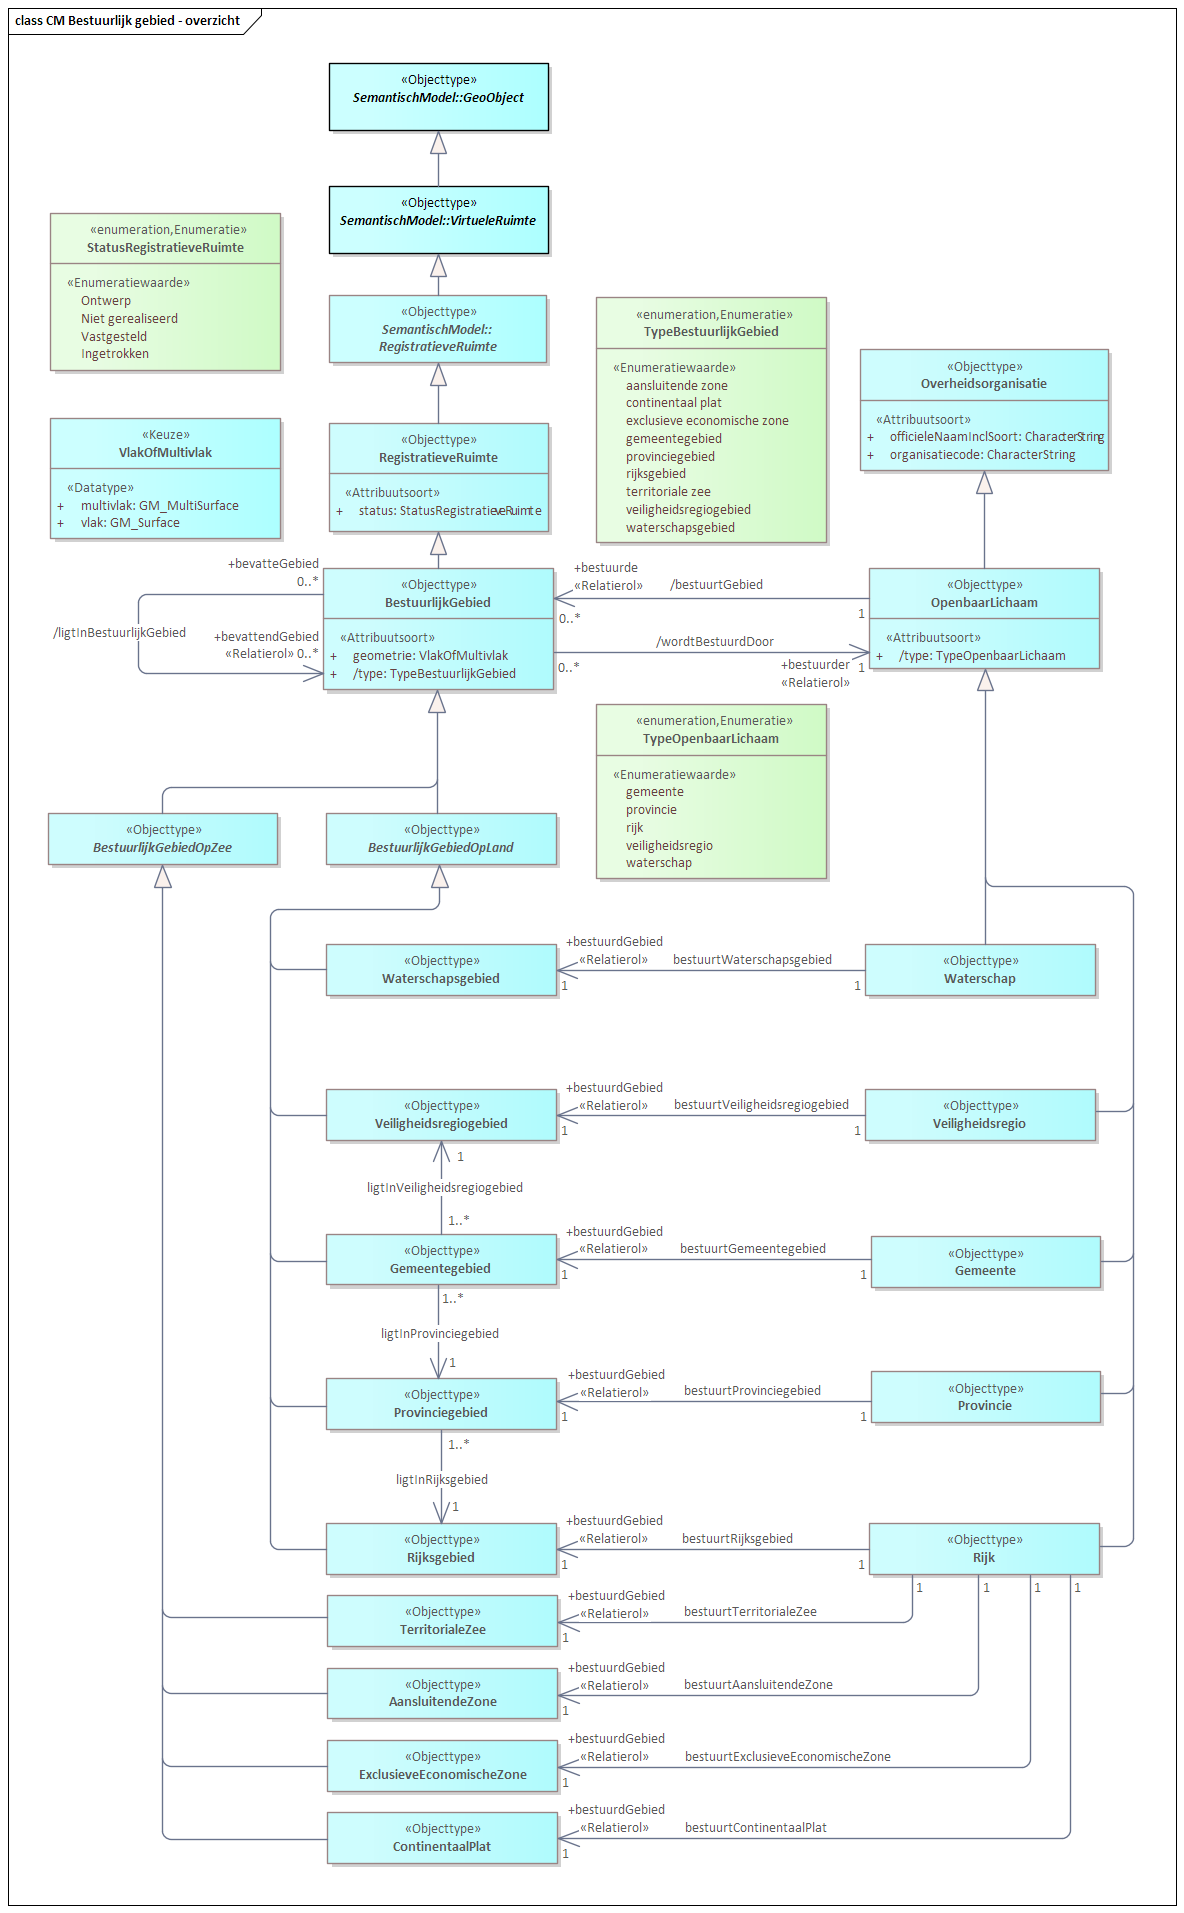 class CM Bestuurlijk gebied - overzicht
«Objecttype»
SemantischModel::GeoObject
«Objecttype»
SemantischModel::VirtueleRuimte
«enumeration,Enumeratie»
StatusRegistratieveRuimte
«Enumeratiewaarde»
Ontwerp
Niet gerealiseerd
Vastgesteld
Ingetrokken
«Objecttype»
SemantischModel::
RegistratieveRuimte
«enumeration,Enumeratie»
TypeBestuurlijkGebied
«Enumeratiewaarde»
aansluitende zone
continentaal plat
exclusieve economische zone
gemeentegebied
provinciegebied
rijksgebied
territoriale zee
veiligheidsregiogebied
waterschapsgebied
«Objecttype»
Overheidsorganisatie
«Attribuutsoort»
+ officieleNaamInclSoort: CharacterString
+ organisatiecode: CharacterString
«Keuze»
VlakOfMultivlak
«Datatype»
+ multivlak: GM_MultiSurface
+ vlak: GM_Surface
«Objecttype»
RegistratieveRuimte
«Attribuutsoort»
+ status: StatusRegistratieveRuimte
+bevatteGebied
0..*
/ligtInBestuurlijkGebied
+bevattendGebied
«Relatierol» 0..*
«Objecttype»
BestuurlijkGebied
«Attribuutsoort»
+ geometrie: VlakOfMultivlak
+ /type: TypeBestuurlijkGebied
+bestuurde
«Relatierol»
/bestuurtGebied
0..*
1
/wordtBestuurdDoor
0..*
+bestuurder
«Relatierol»
1
«Objecttype»
OpenbaarLichaam
«Attribuutsoort»
+ /type: TypeOpenbaarLichaam
«enumeration,Enumeratie»
TypeOpenbaarLichaam
«Enumeratiewaarde»
gemeente
provincie
rijk
veiligheidsregio
waterschap
«Objecttype»
BestuurlijkGebiedOpZee
«Objecttype»
BestuurlijkGebiedOpLand
«Objecttype»
Waterschapsgebied
+bestuurdGebied
«Relatierol»
bestuurtWaterschapsgebied
1
1
«Objecttype»
Waterschap
«Objecttype»
Veiligheidsregiogebied
+bestuurdGebied
«Relatierol»
bestuurtVeiligheidsregiogebied
1
1
«Objecttype»
Veiligheidsregio
1
ligtInVeiligheidsregiogebied
1..*
«Objecttype»
Gemeentegebied
+bestuurdGebied
«Relatierol»
bestuurtGemeentegebied
1
1
«Objecttype»
Gemeente
1..*
ligtInProvinciegebied
1
«Objecttype»
Provinciegebied
+bestuurdGebied
«Relatierol»
bestuurtProvinciegebied
1
1
«Objecttype»
Provincie
1..*
ligtInRijksgebied
1
«Objecttype»
Rijksgebied
+bestuurdGebied
«Relatierol»
bestuurtRijksgebied
1
1
«Objecttype»
Rijk
1
1
1
1
«Objecttype»
TerritorialeZee
+bestuurdGebied
«Relatierol»
bestuurtTerritorialeZee
1
«Objecttype»
AansluitendeZone
+bestuurdGebied
«Relatierol»
bestuurtAansluitendeZone
1
«Objecttype»
ExclusieveEconomischeZone
+bestuurdGebied
«Relatierol»
bestuurtExclusieveEconomischeZone
1
«Objecttype»
ContinentaalPlat
+bestuurdGebied
«Relatierol»
bestuurtContinentaalPlat
1